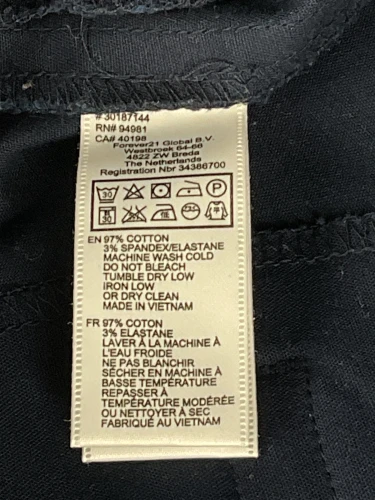 # 30187144
RN# 94981
CA# 40198
Forever21 Global B.V.
Westbroek 64-66
4822 ZW Breda
The Netherlands
Registration Nbr 34386700
30 P
30 低
EN 97% COTTON
3% SPANDEX/ELASTANE
MACHINE WASH COLD
DO NOT BLEACH
TUMBLE DRY LOW
IRON LOW
OR DRY CLEAN
MADE IN VIETNAM
FR 97% COTON
3% ELASTANE
LAVER À LA MACHINE À
L'EAU FROIDE
NE PAS BLANCHIR
SÉCHER EN MACHINE À
BASSE TEMPÉRATURE
REPASSER À
TEMPÉRATURE MODÉRÉE
OU NETTOYER À SEC
FABRIQUÉ AU VIETNAM